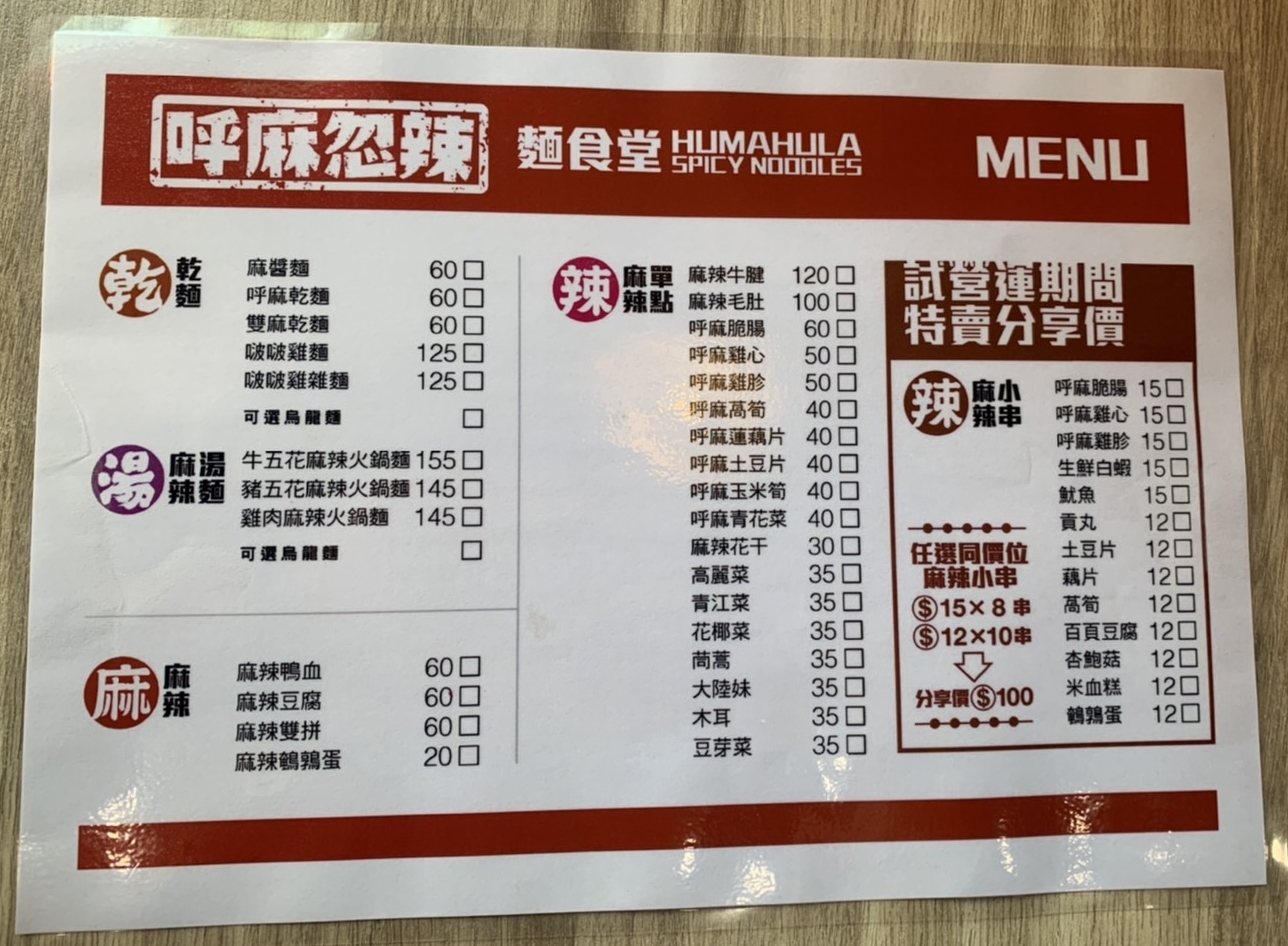 呼麻忽辣 麵食堂 HUMAHULA
SPICY NOODLES
MENU
乾 乾麵
麻醬麵 60□
呼麻乾麵 60□
雙麻乾麵 60□
啵啵雞麵 125□
啵啵雞雜麵 125□
可選烏龍麵 □
湯 麻辣湯麵
牛五花麻辣火鍋麵 155□
豬五花麻辣火鍋麵 145□
雞肉麻辣火鍋麵 145□
可選烏龍麵 □
麻 麻辣
麻辣鴨血 60□
麻辣豆腐 60□
麻辣雙拼 60□
麻辣鵪鶉蛋 20□
辣 麻辣單點
麻辣牛腱 120□
麻辣毛肚 100□
呼麻脆腸 60□
呼麻雞心 50□
呼麻雞胗 50□
呼麻萵筍 40□
呼麻蓮藕片 40□
呼麻土豆片 40□
呼麻玉米筍 40□
呼麻青花菜 40□
麻辣花干 30□
高麗菜 35□
青江菜 35□
花椰菜 35□
茼蒿 35□
大陸妹 35□
木耳 35□
豆芽菜 35□
試營運期間
特賣分享價
辣 麻辣小串
呼麻脆腸 15□
呼麻雞心 15□
呼麻雞胗 15□
生鮮白蝦 15□
魷魚 15□
貢丸 12□
土豆片 12□
藕片 12□
萵筍 12□
百頁豆腐 12□
杏鮑菇 12□
米血糕 12□
鵪鶉蛋 12□
任選同價位
麻辣小串
$15×8串
$12×10串
分享價$100